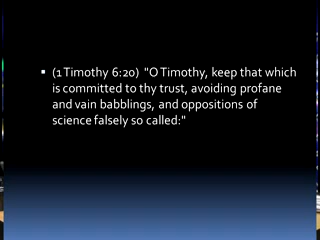 ▪ (1 Timothy 6:20) "O Timothy, keep that which
is committed to thy trust, avoiding profane
and vain babblings, and oppositions of
science falsely so called:"